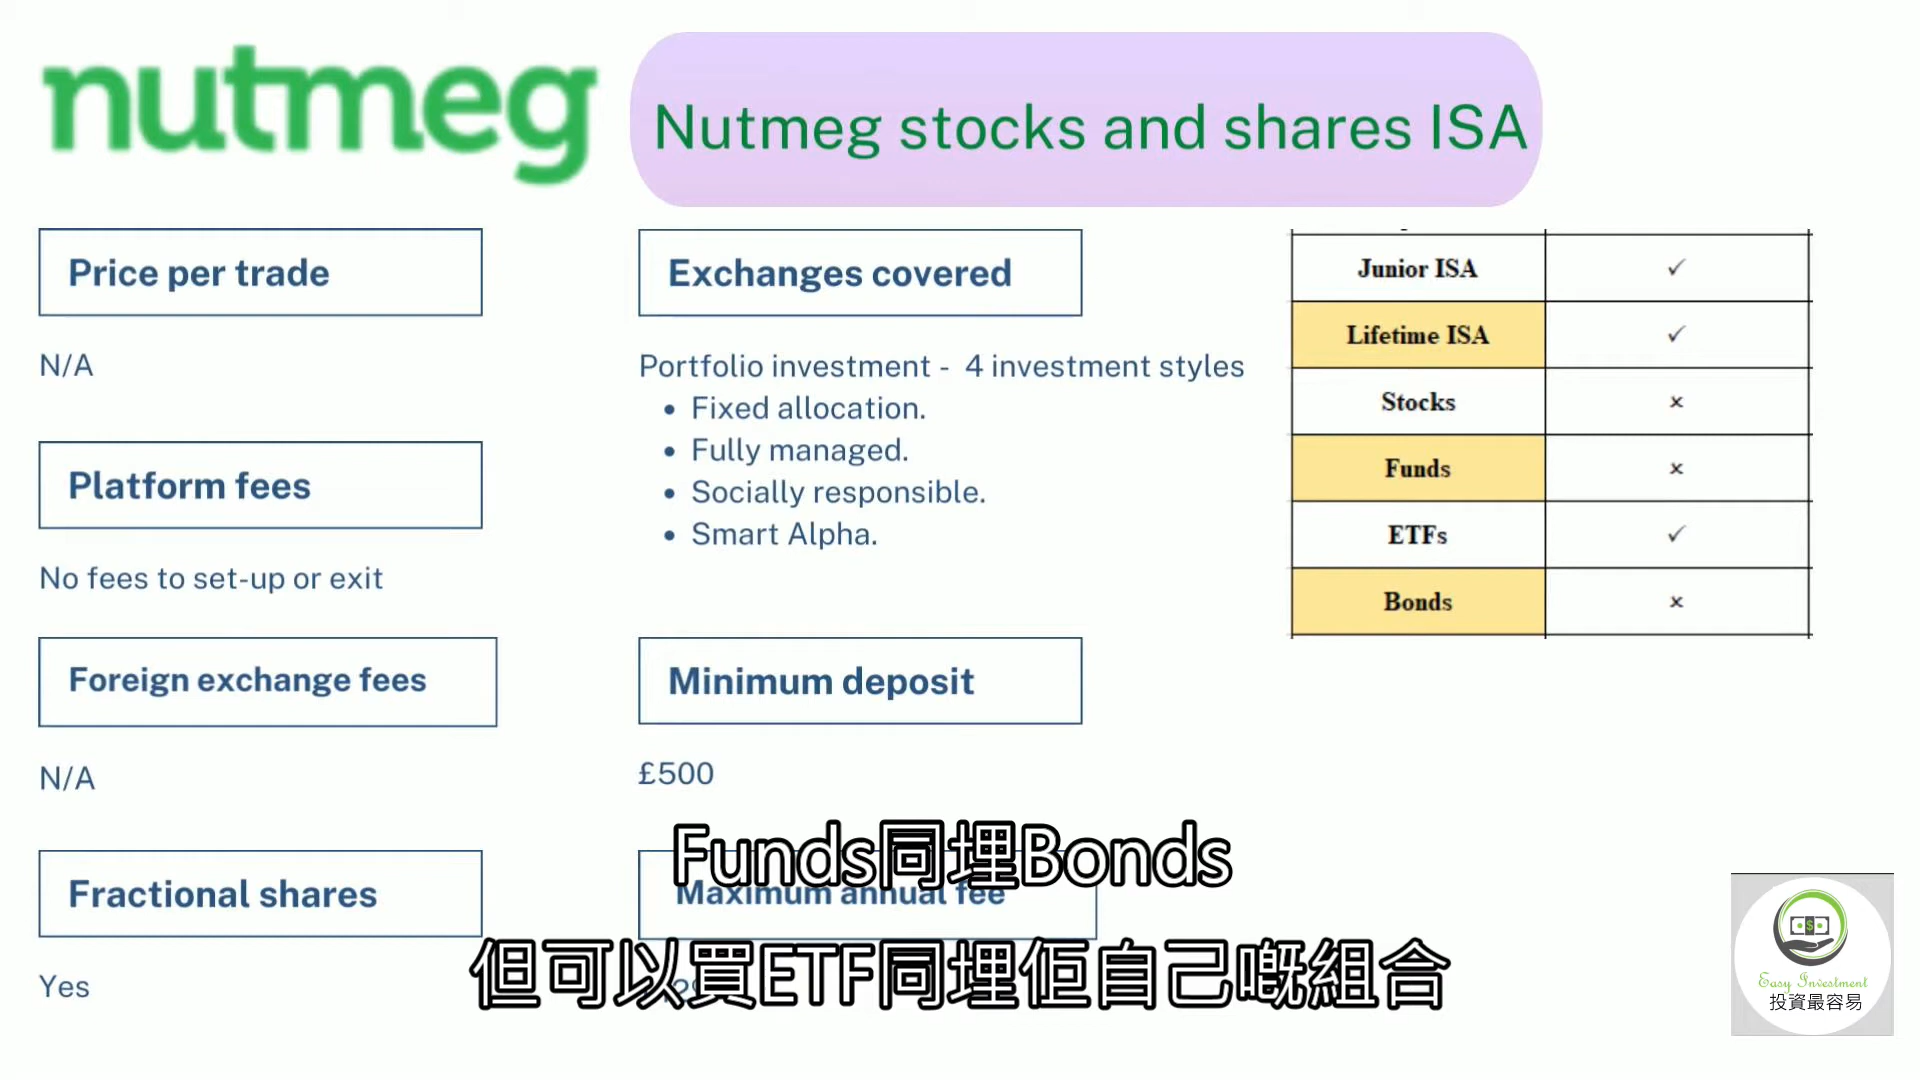 nutmeg
Nutmeg stocks and shares ISA
Price per trade
N/A
Platform fees
No fees to set-up or exit
Foreign exchange fees
N/A
Fractional shares
Yes
Exchanges covered
Portfolio investment - 4 investment styles
• Fixed allocation.
• Fully managed.
• Socially responsible.
• Smart Alpha.
Minimum deposit
£500
Maximum annual fee
Junior ISA ✓
Lifetime ISA ✓
Stocks ×
Funds ×
ETFs ✓
Bonds ×
Funds同埋Bonds
但可以買ETF同埋佢自己嘅組合
Easy Investment
投資最容易